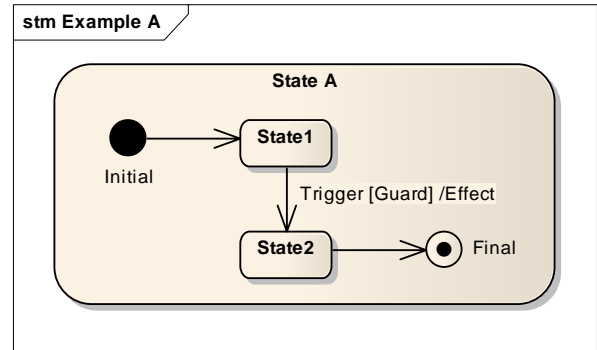 stm Example A
State A
State1
Initial
Trigger [Guard] /Effect
State2
Final